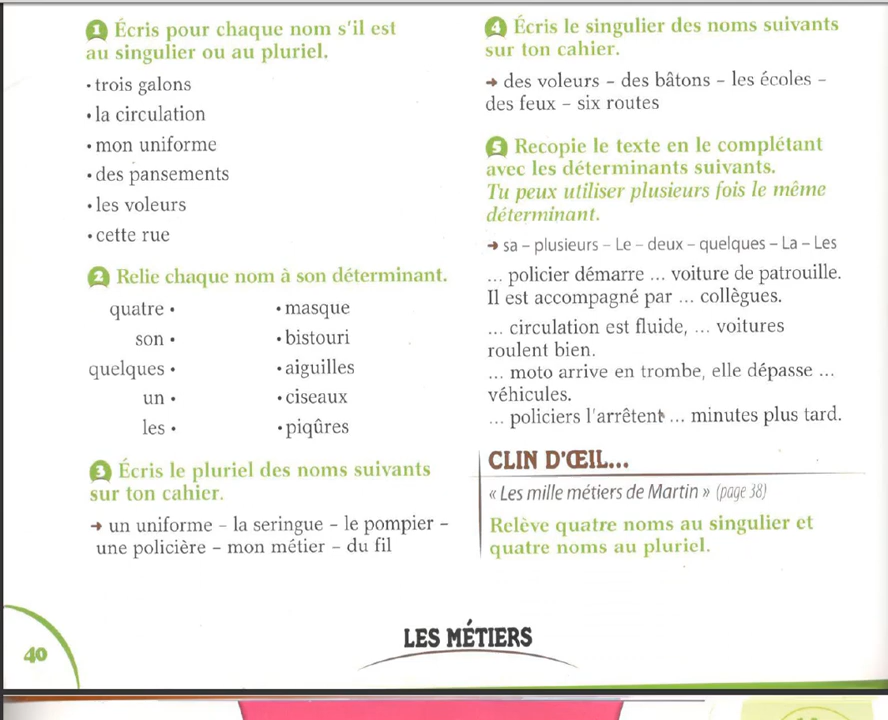 1 Écris pour chaque nom s'il est
au singulier ou au pluriel.
• trois galons
• la circulation
• mon uniforme
• des pansements
• les voleurs
• cette rue
2 Relie chaque nom à son déterminant.
quatre • • masque
son • • bistouri
quelques • • aiguilles
un • • ciseaux
les • • piqûres
3 Écris le pluriel des noms suivants
sur ton cahier.
➜ un uniforme – la seringue – le pompier –
une policière – mon métier – du fil
4 Écris le singulier des noms suivants
sur ton cahier.
➜ des voleurs – des bâtons – les écoles –
des feux – six routes
5 Recopie le texte en le complétant
avec les déterminants suivants.
Tu peux utiliser plusieurs fois le même
déterminant.
➜ sa – plusieurs – Le – deux – quelques – La – Les
... policier démarre ... voiture de patrouille.
Il est accompagné par ... collègues.
... circulation est fluide, ... voitures
roulent bien.
... moto arrive en trombe, elle dépasse ...
véhicules.
... policiers l'arrêtent ... minutes plus tard.
CLIN D'ŒIL...
« Les mille métiers de Martin » (page 38)
Relève quatre noms au singulier et
quatre noms au pluriel.
40
LES MÉTIERS